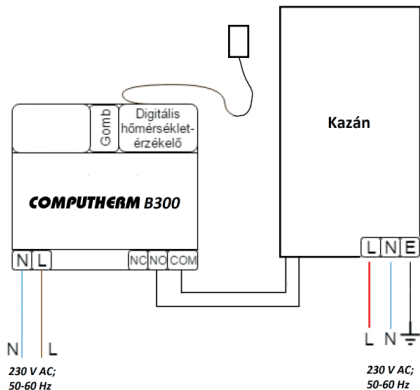 Gomb
Digitális
hőmérséklet-
érzékelő
Kazán
COMPUTHERM B300
N L
NC NO COM
L N E
N L
L N
230 V AC;
50-60 Hz
230 V AC;
50-60 Hz